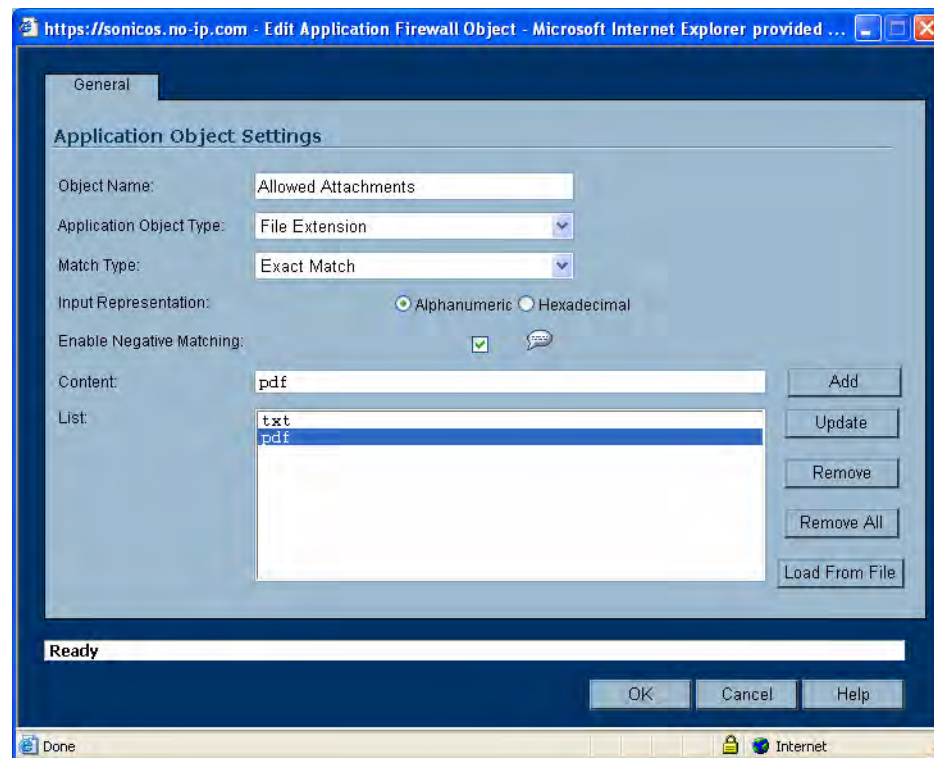 https://sonicos.no-ip.com - Edit Application Firewall Object - Microsoft Internet Explorer provided ...
General
Application Object Settings
Object Name: Allowed Attachments
Application Object Type: File Extension
Match Type: Exact Match
Input Representation: Alphanumeric Hexadecimal
Enable Negative Matching:
Content: pdf Add
List: txt Update
pdf
Remove
Remove All
Load From File
Ready
OK Cancel Help
Done Internet